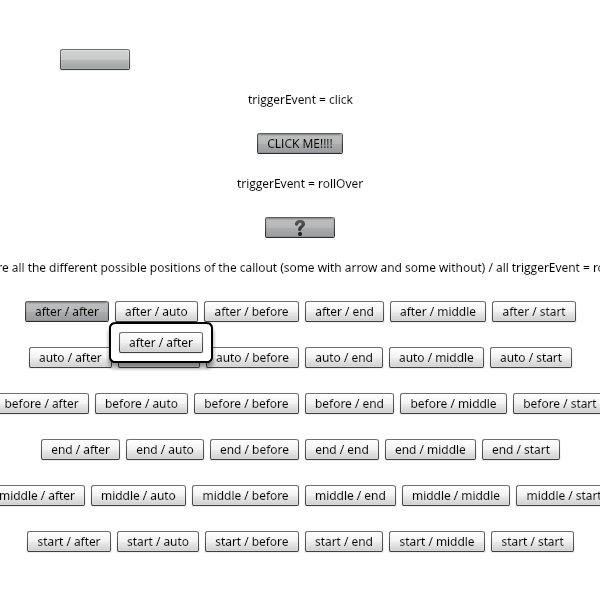 triggerEvent = click
CLICK ME!!!!
triggerEvent = rollOver
?
all the different possible positions of the callout (some with arrow and some without) / all triggerEvent =
after / after after / auto after / before after / end after / middle after / start
after / after
auto / after auto / before auto / end auto / middle auto / start
before / after before / auto before / before before / end before / middle before / start
end / after end / auto end / before end / end end / middle end / start
middle / after middle / auto middle / before middle / end middle / middle middle / start
start / after start / auto start / before start / end start / middle start / start